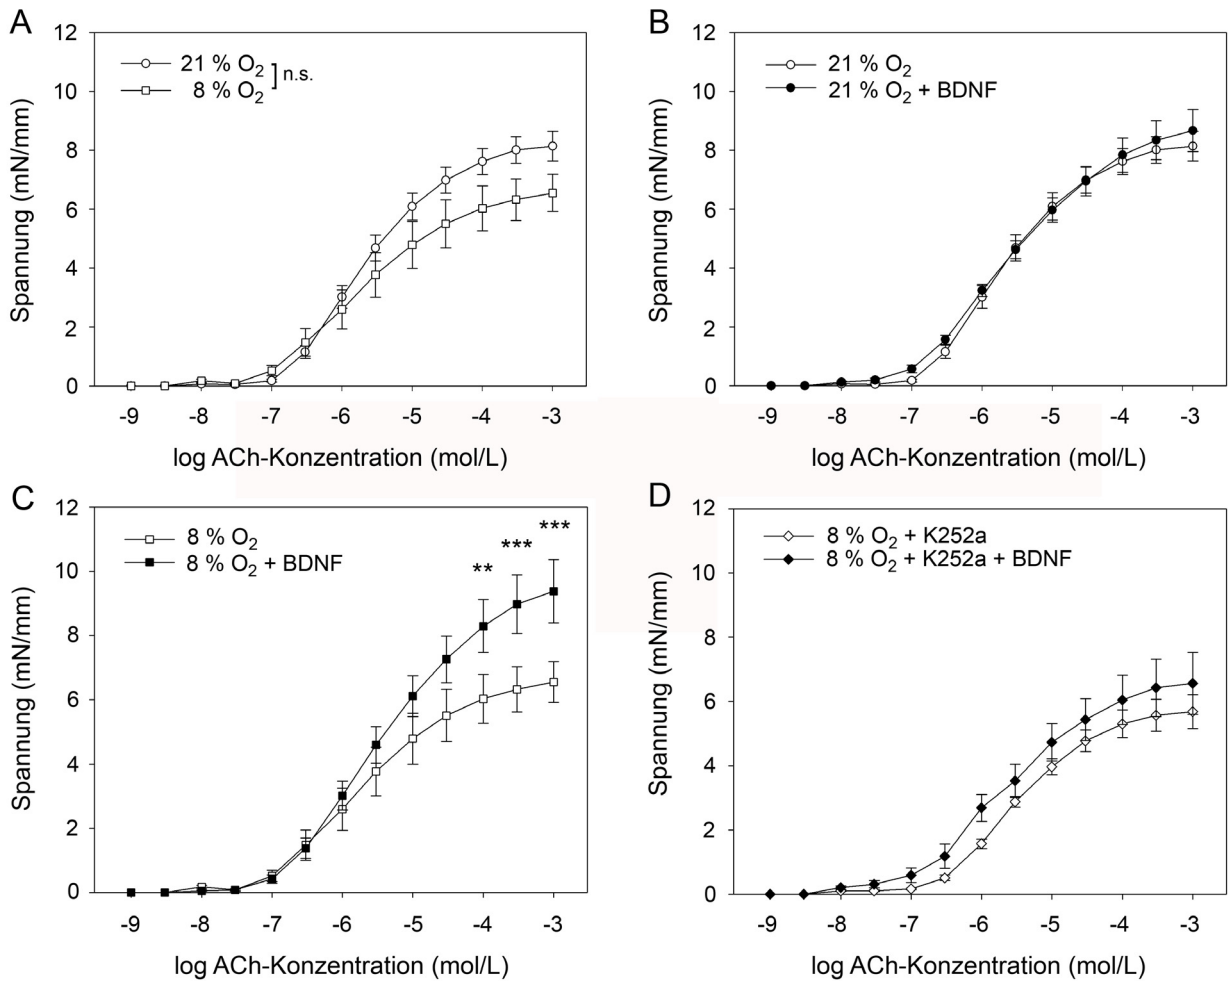 A
12
10
8
6
4
2
0
Spannung (mN/mm)
21 % O2
8 % O2
n.s.
-9 -8 -7 -6 -5 -4 -3
log ACh-Konzentration (mol/L)
B
12
10
8
6
4
2
0
Spannung (mN/mm)
21 % O2
21 % O2 + BDNF
-9 -8 -7 -6 -5 -4 -3
log ACh-Konzentration (mol/L)
C
12
10
8
6
4
2
0
Spannung (mN/mm)
8 % O2
8 % O2 + BDNF
**
***
***
-9 -8 -7 -6 -5 -4 -3
log ACh-Konzentration (mol/L)
D
12
10
8
6
4
2
0
Spannung (mN/mm)
8 % O2 + K252a
8 % O2 + K252a + BDNF
-9 -8 -7 -6 -5 -4 -3
log ACh-Konzentration (mol/L)